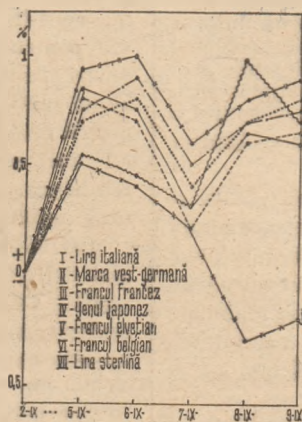 %
1
0,5
+
0
-
I -Lira italiană
II -Marca vest-germană
III -Francul francez
IV -Yenul japonez
V -Francul elvețian
VI -Francul belgian
VII -Lira sterlină
0,5
2-IX ... 5-IX- 6-IX- 7-IX- 8-IX- 9-IX